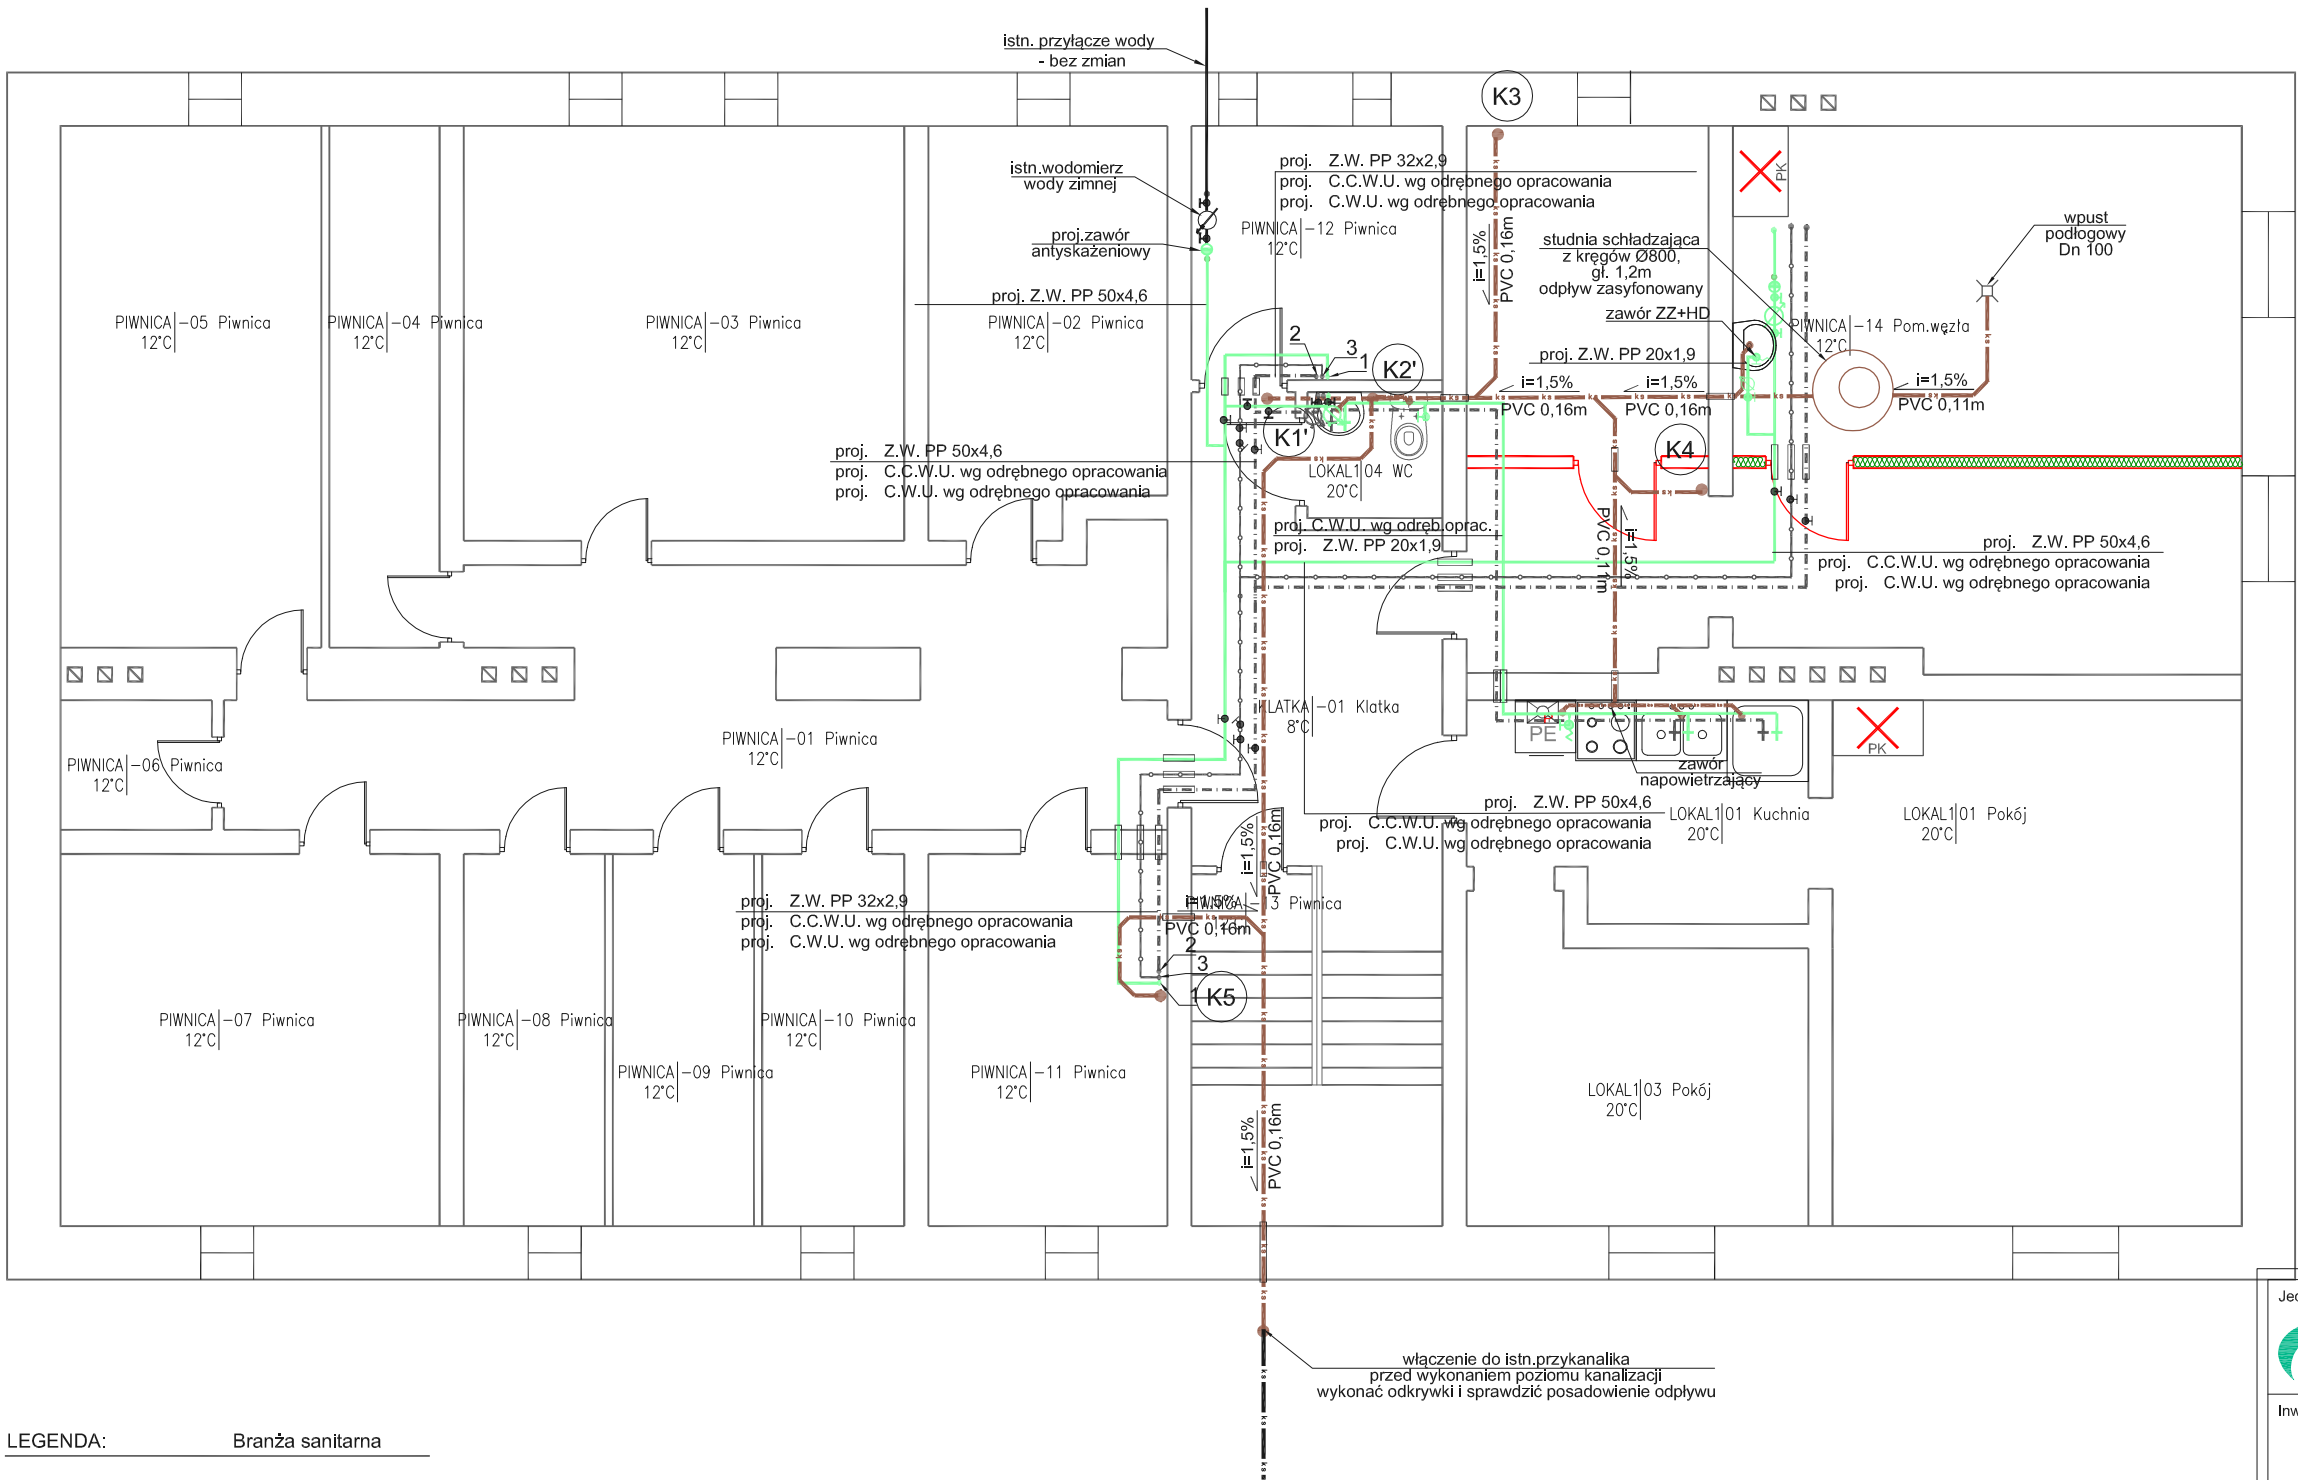 istn. przyłącze wody
- bez zmian
K3
istn.wodomierz
wody zimnej
proj. Z.W. PP 32x2,9
proj. C.C.W.U. wg odrębnego opracowania
proj. C.W.U. wg odrębnego opracowania
PK
proj.zawór
antyskażeniowy
PIWNICA -12 Piwnica
12°C
i=1,5%
PVC 0,16m
studnia schładzająca
z kręgów Ø800,
gł. 1,2m
odpływ zasyfonowany
wpust
podłogowy
Dn 100
proj. Z.W. PP 50x4,6
zawór ZZ+HD
PIWNICA -05 Piwnica
12°C
PIWNICA -04 Piwnica
12°C
PIWNICA -03 Piwnica
12°C
PIWNICA -02 Piwnica
12°C
PIWNICA -14 Pom.węzła
12°C
2
3
1
K2'
proj. Z.W. PP 20x1,9
i=1,5%
PVC 0,16m
i=1,5%
PVC 0,16m
i=1,5%
PVC 0,11m
K1'
K4
proj. Z.W. PP 50x4,6
proj. C.C.W.U. wg odrębnego opracowania
proj. C.W.U. wg odrębnego opracowania
LOKAL1 04 WC
20°C
proj. C.W.U. wg odręb.oprac.
proj. Z.W. PP 20x1,9
PVC 0,11m
i=1,5%
proj. Z.W. PP 50x4,6
proj. C.C.W.U. wg odrębnego opracowania
proj. C.W.U. wg odrębnego opracowania
KLATKA -01 Klatka
8°C
PIWNICA -01 Piwnica
12°C
PIWNICA -06 Piwnica
12°C
PE
PK
zawór
napowietrzający
proj. Z.W. PP 50x4,6
proj. C.C.W.U. wg odrębnego opracowania
proj. C.W.U. wg odrębnego opracowania
LOKAL1 01 Kuchnia
20°C
LOKAL1 01 Pokój
20°C
i=1,5%
PVC 0,16m
proj. Z.W. PP 32x2,9
proj. C.C.W.U. wg odrębnego opracowania
proj. C.W.U. wg odrębnego opracowania
i=1,5%
PIWNICA -13 Piwnica
PVC 0,16m
2
3
1
K5
PIWNICA -07 Piwnica
12°C
PIWNICA -08 Piwnica
12°C
PIWNICA -09 Piwnica
12°C
PIWNICA -10 Piwnica
12°C
PIWNICA -11 Piwnica
12°C
LOKAL1 03 Pokój
20°C
i=1,5%
PVC 0,16m
włączenie do istn.przykanalika
przed wykonaniem poziomu kanalizacji
wykonać odkrywki i sprawdzić posadowienie odpływu
LEGENDA: Branża sanitarna